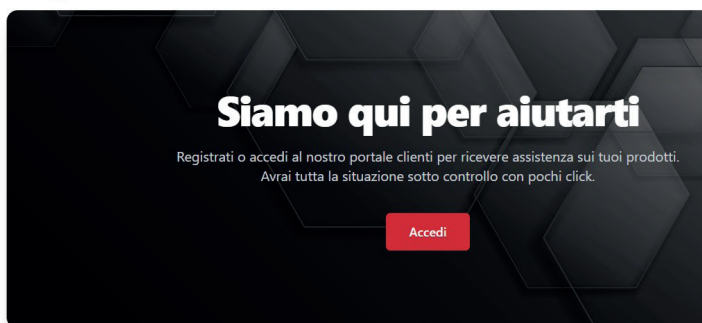 Siamo qui per aiutarti
Registrati o accedi al nostro portale clienti per ricevere assistenza sui tuoi prodotti.
Avrai tutta la situazione sotto controllo con pochi click.
Accedi